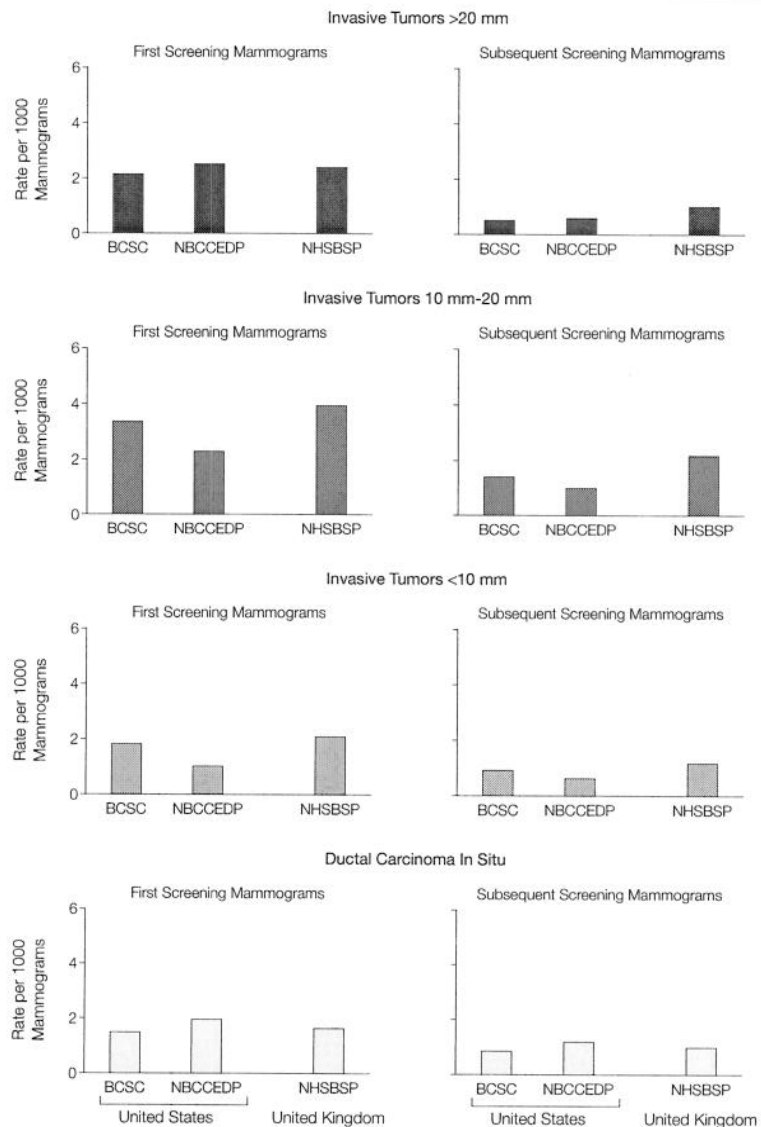 Invasive Tumors >20 mm
First Screening Mammograms
Subsequent Screening Mammograms
Rate per 1000
Mammograms
6
4
2
0
BCSC NBCCEDP NHSBSP
BCSC NBCCEDP NHSBSP
Invasive Tumors 10 mm-20 mm
First Screening Mammograms
Subsequent Screening Mammograms
Rate per 1000
Mammograms
6
4
2
0
BCSC NBCCEDP NHSBSP
BCSC NBCCEDP NHSBSP
Invasive Tumors <10 mm
First Screening Mammograms
Subsequent Screening Mammograms
Rate per 1000
Mammograms
6
4
2
0
BCSC NBCCEDP NHSBSP
BCSC NBCCEDP NHSBSP
Ductal Carcinoma In Situ
First Screening Mammograms
Subsequent Screening Mammograms
Rate per 1000
Mammograms
6
4
2
0
BCSC NBCCEDP NHSBSP
BCSC NBCCEDP NHSBSP
United States United Kingdom
United States United Kingdom